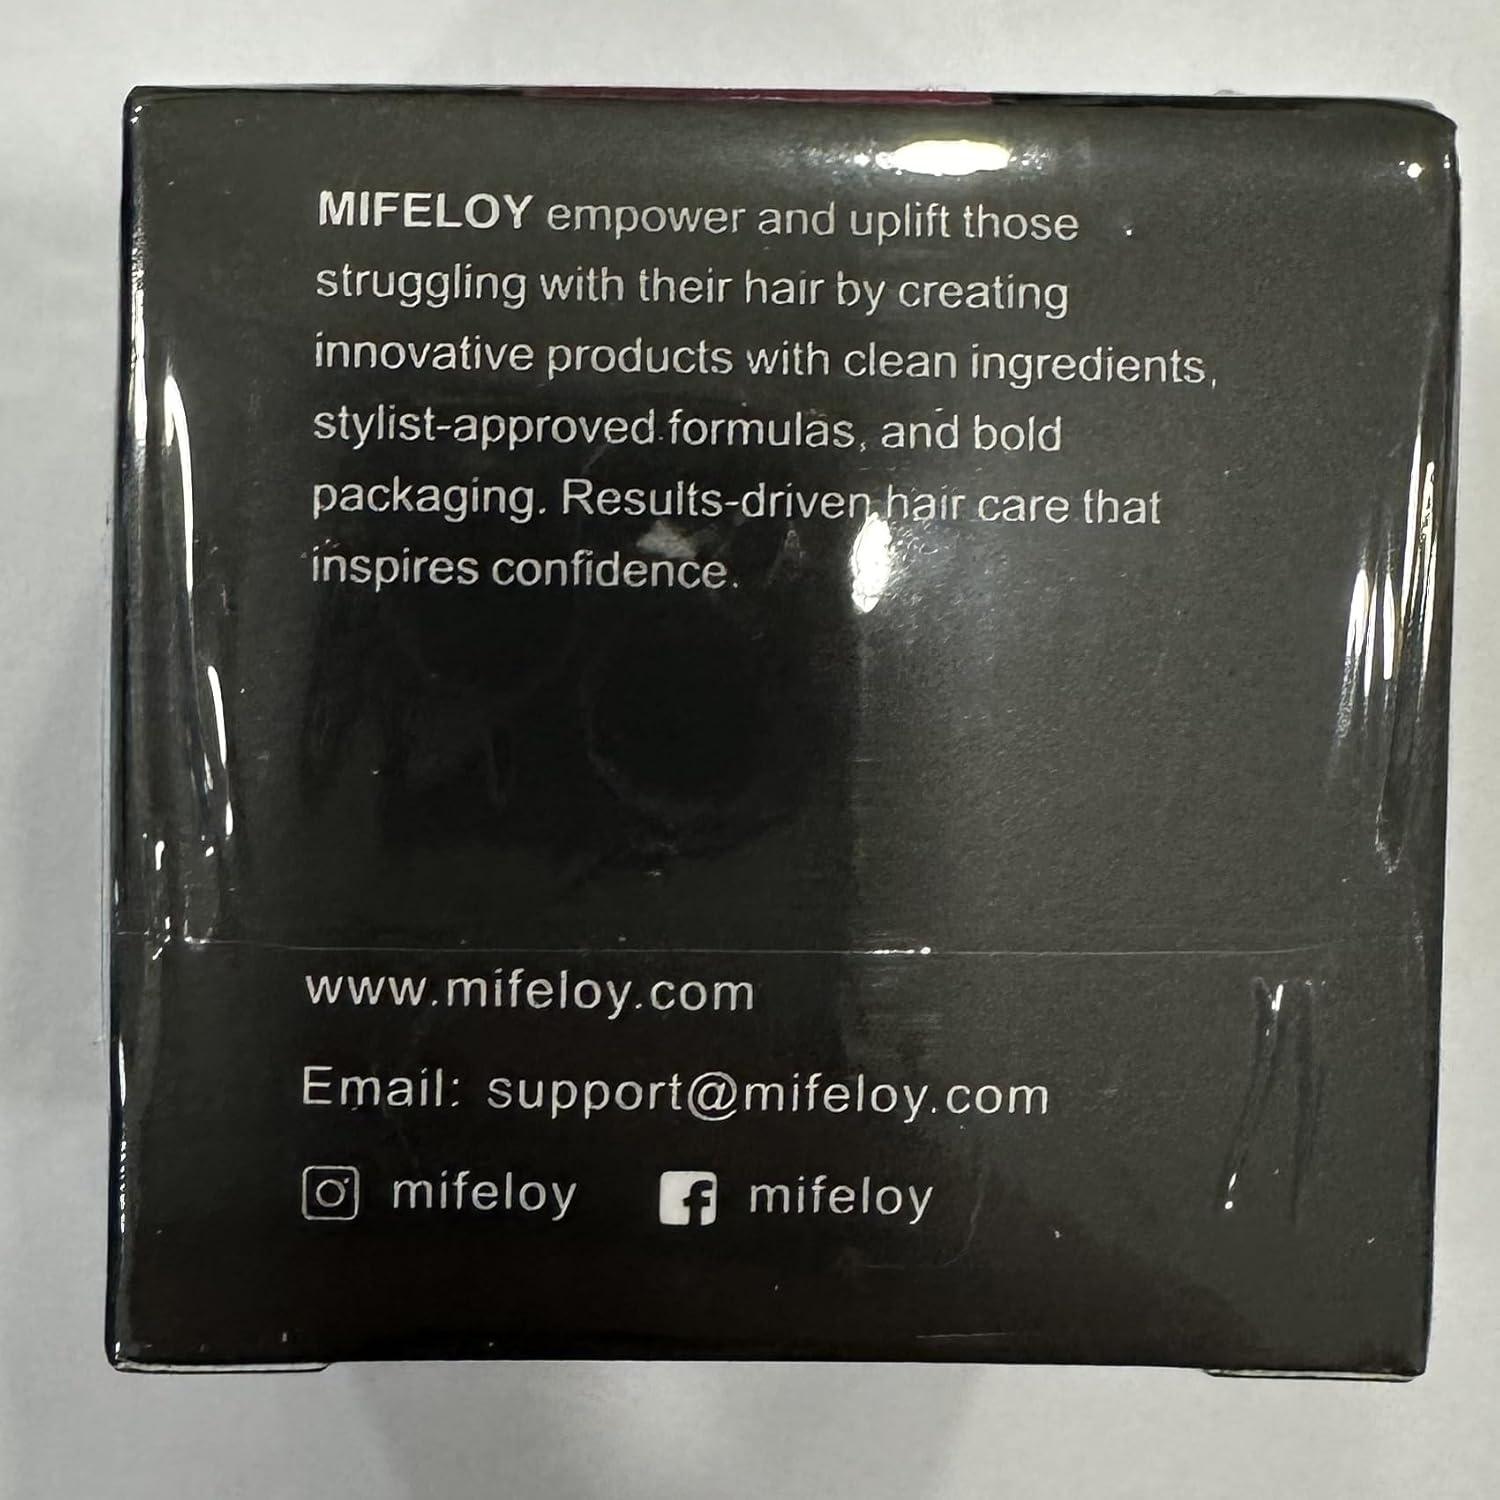 MIFELOY empower and uplift those
struggling with their hair by creating
innovative products with clean ingredients,
stylist-approved formulas, and bold
packaging. Results-driven hair care that
inspires confidence.
www.mifeloy.com
Email: support@mifeloy.com
mifeloy mifeloy